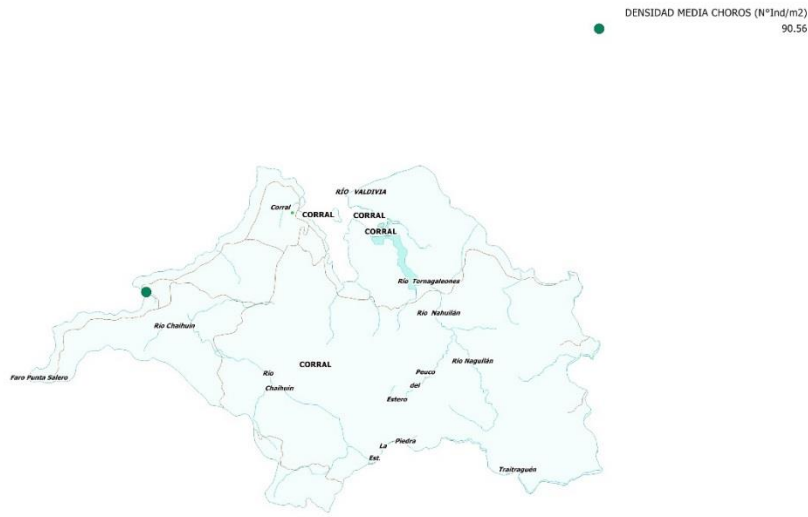 DENSIDAD MEDIA CHOROS (N°Ind/m2)
90.56
RÍO VALDIVIA
Corral
CORRAL
CORRAL
CORRAL
Río Tornagaleones
Río Nahuilán
Río Chaihuín
Río Naguilán
CORRAL
Pouco
Río
del
Faro Punta Salero
Chaihuín
Estero
La Piedra
Est.
Traitraguén